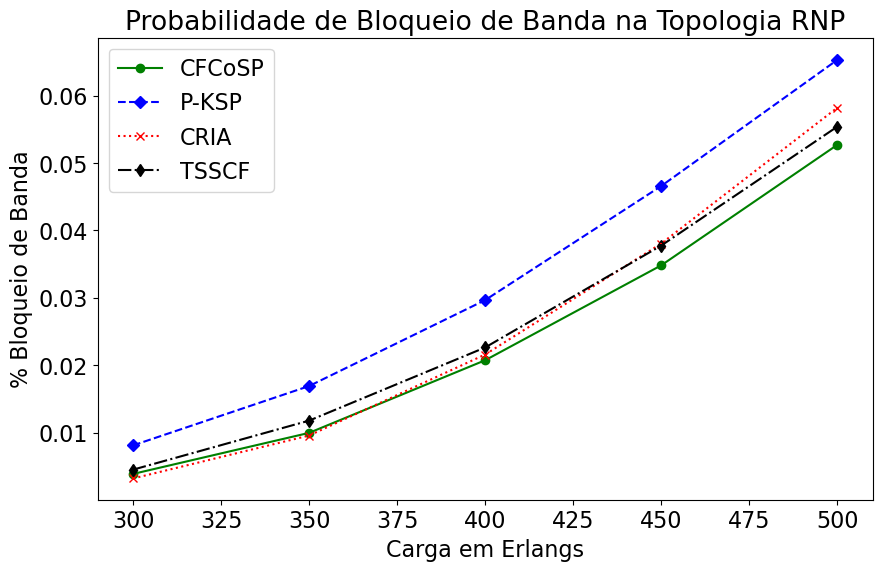 Probabilidade de Bloqueio de Banda na Topologia RNP
CFCoSP
P-KSP
CRIA
TSSCF
% Bloqueio de Banda
0.06
0.05
0.04
0.03
0.02
0.01
300 325 350 375 400 425 450 475 500
Carga em Erlangs